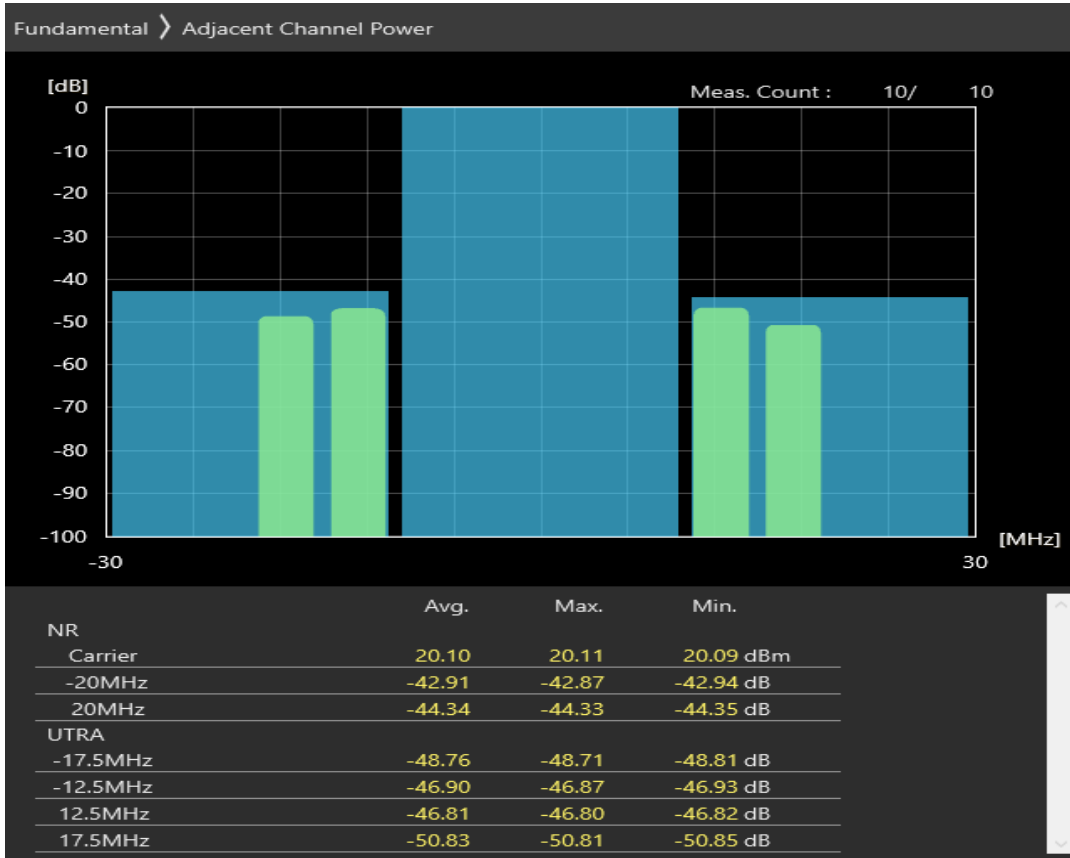 Fundamental 》 Adjacent Channel Power
[dB]
Meas. Count : 10/ 10
0
-10
-20
-30
-40
-50
-60
-70
-80
-90
-100
[MHz]
-30 30
Avg. Max. Min.
NR
Carrier 20.10 20.11 20.09 dBm
-20MHz -42.91 -42.87 -42.94 dB
20MHz -44.34 -44.33 -44.35 dB
UTRA
-17.5MHz -48.76 -48.71 -48.81 dB
-12.5MHz -46.90 -46.87 -46.93 dB
12.5MHz -46.81 -46.80 -46.82 dB
17.5MHz -50.83 -50.81 -50.85 dB